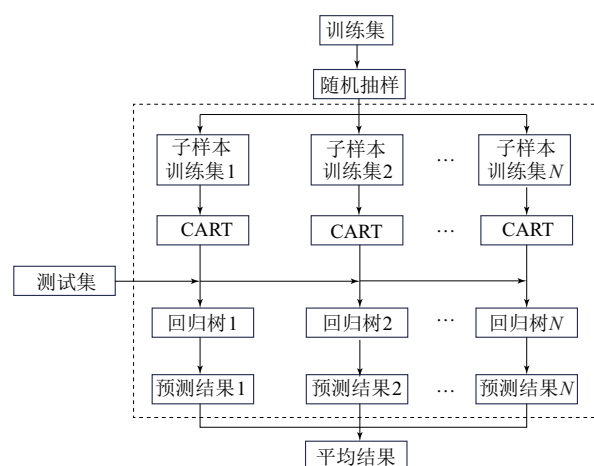 训练集
随机抽样
子样本
训练集1
子样本
训练集2
…
子样本
训练集N
CART
CART
…
CART
测试集
回归树1
回归树2
…
回归树N
预测结果1
预测结果2
…
预测结果N
平均结果